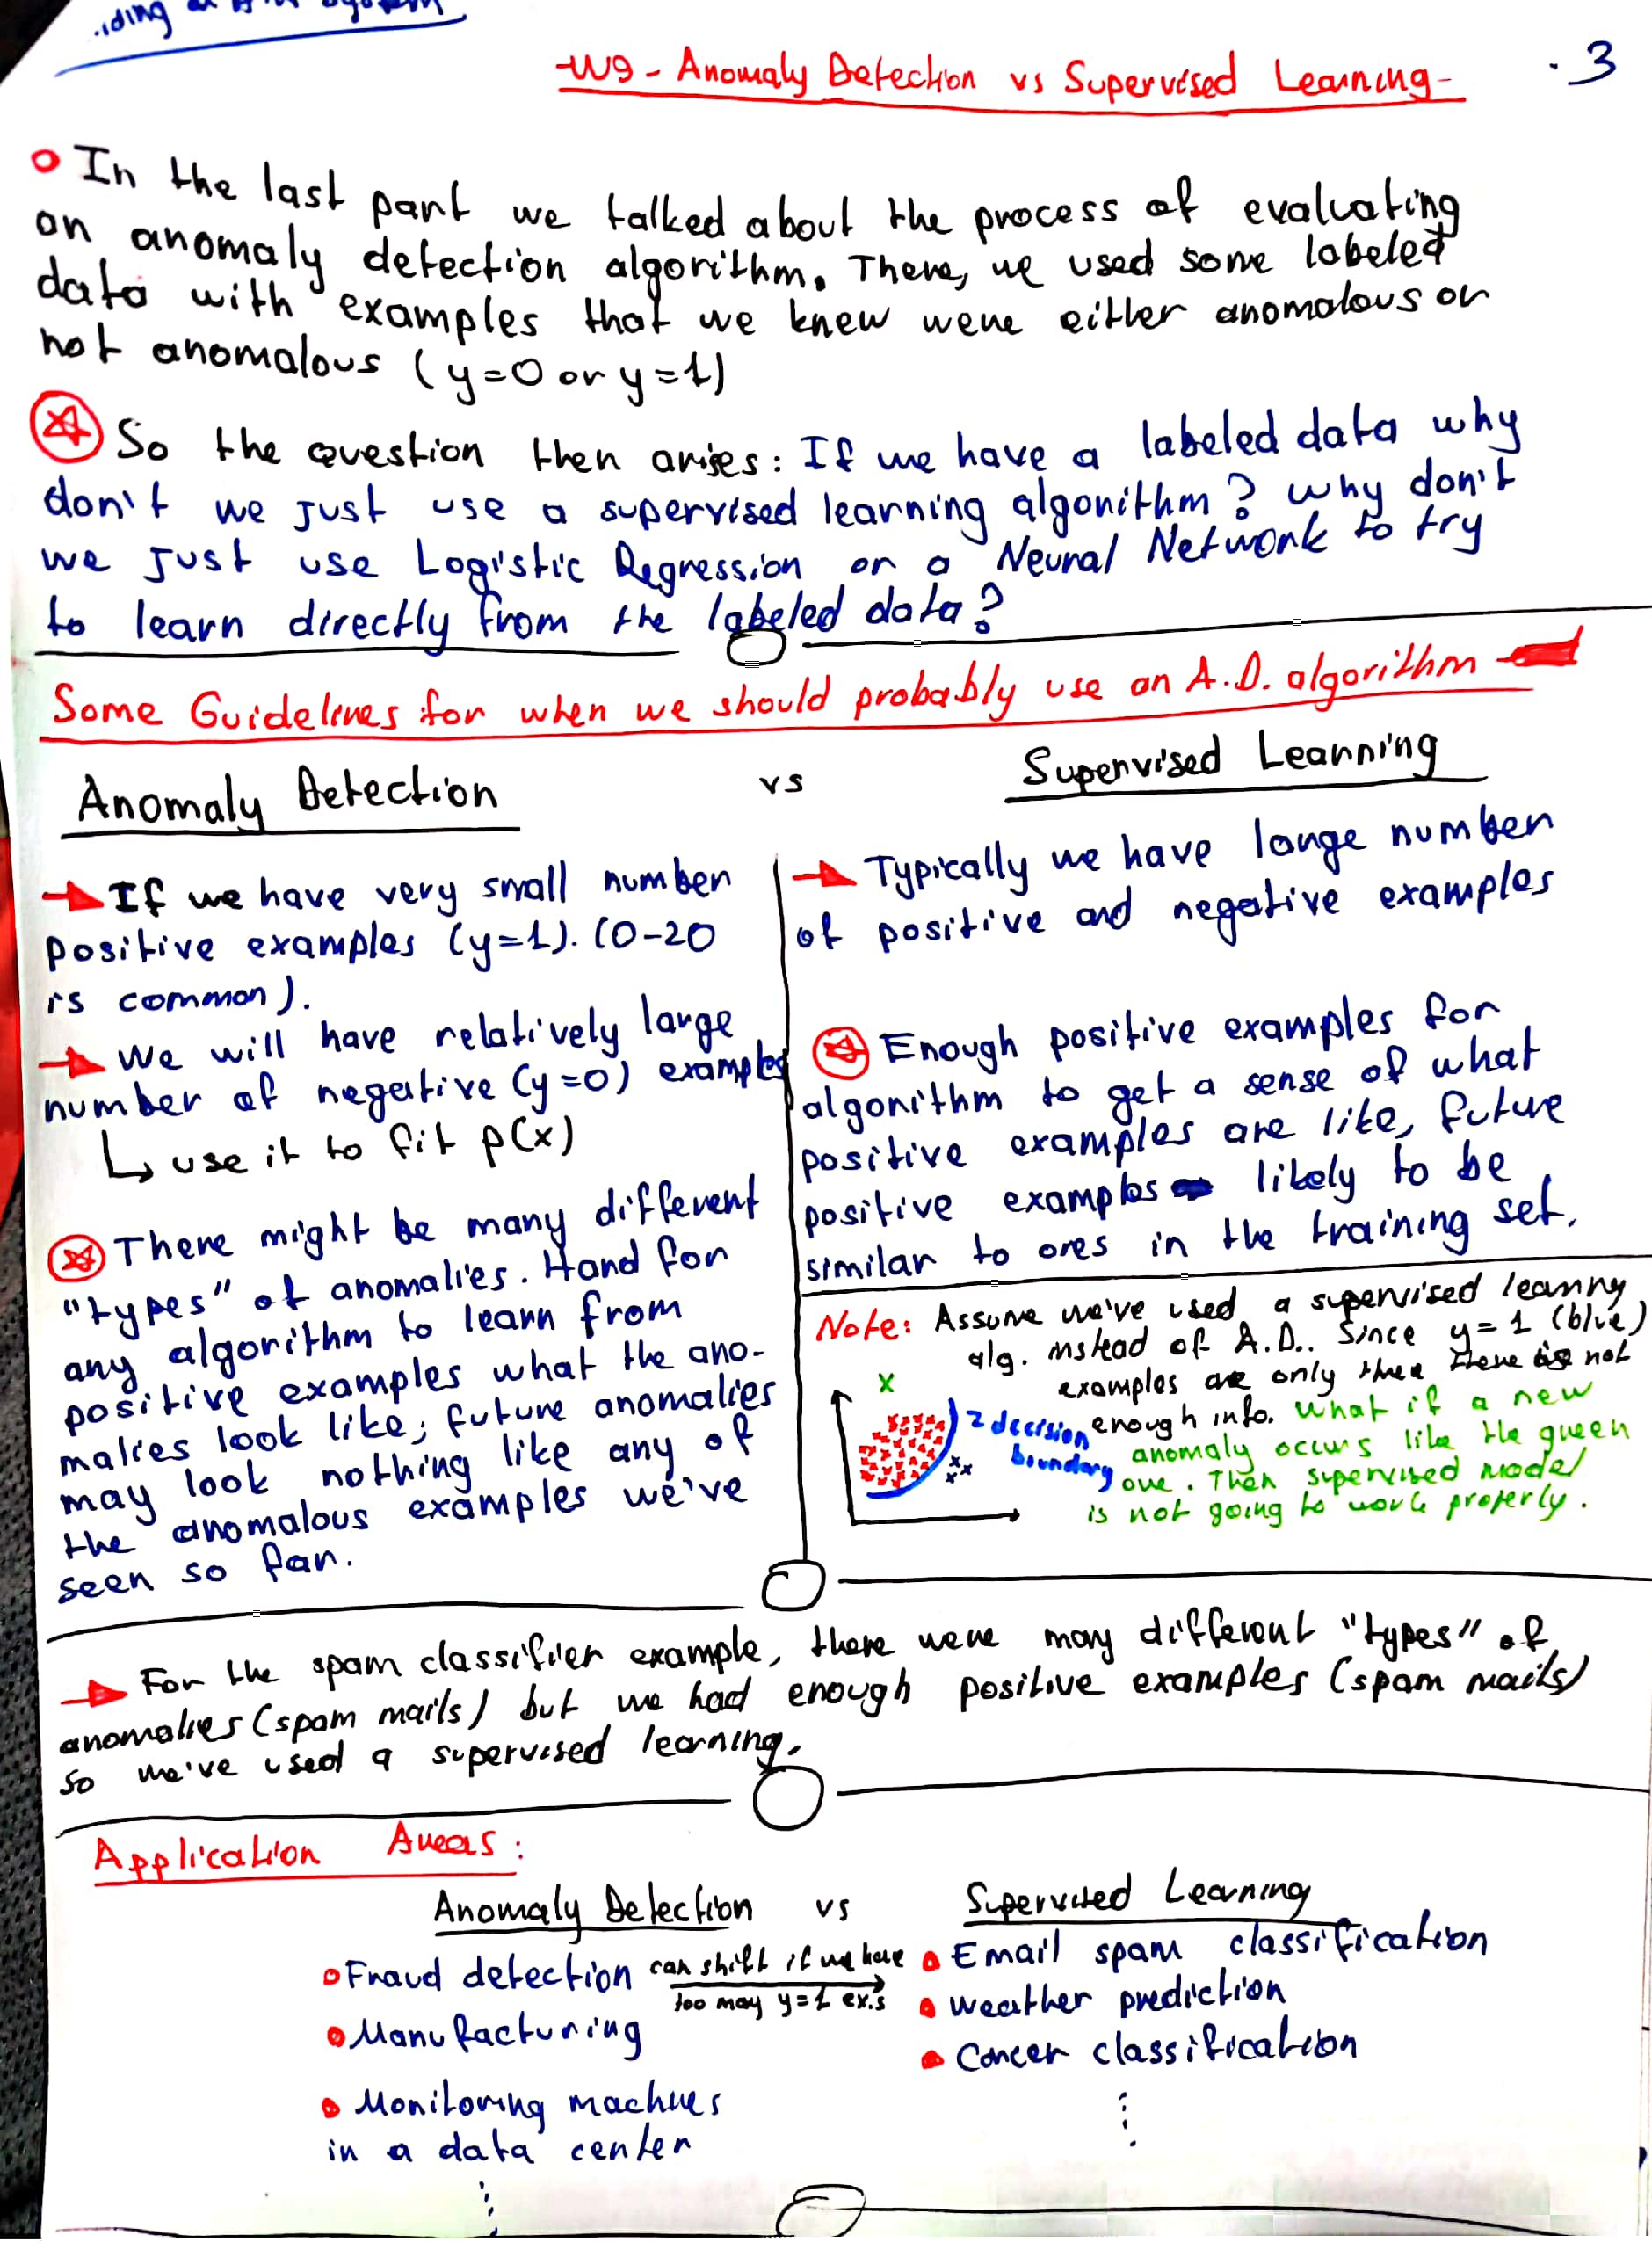 -W9- Anomaly Detection vs Supervised Learning-
.3
In the last part we talked about the process of evaluating
an anomaly detection algorithm. There, we used some labeled
data with examples that we knew were either anomalous or
not anomalous (y=0 or y=1)
So the question then arises: If we have a labeled data why
don't we just use a supervised learning algorithm? why don't
we just use Logistic Regression or a Neural Network to try
to learn directly from the labeled data?
Some Guidelines for when we should probably use an A.D. algorithm
Anomaly Detection
vs
Supervised Learning
If we have very small number
positive examples (y=1). (0-20
is common).
We will have relatively large
number of negative (y=0) examples
↳ use it to fit p(x)
There might be many different
"types" of anomalies. Hand for
any algorithm to learn from
positive examples what the ano-
malies look like; future anomalies
may look nothing like any of
the anomalous examples we've
seen so far.
Typically we have large number
of positive and negative examples
Enough positive examples for
algorithm to get a sense of what
positive examples are like, future
positive examples likely to be
similar to ones in the training set.
Note: Assume we've used a supervised learning
alg. instead of A.D.. Since y=1 (blue)
examples are only three there is not
enough info. What if a new
anomaly occurs like the green
one. Then supervised model
is not going to work properly.
decision
boundary
For the spam classifier example, there were may different "types" of
anomalies (spam mails) but we had enough positive examples (spam mails)
so we've used a supervised learning.
Application Areas:
Anomaly Detection vs Supervised Learning
Fraud detection
can shift if we have
too may y=1 ex.s
Manufacturing
Monitoring machines
in a data center
Email spam classification
weather prediction
Cancer classification